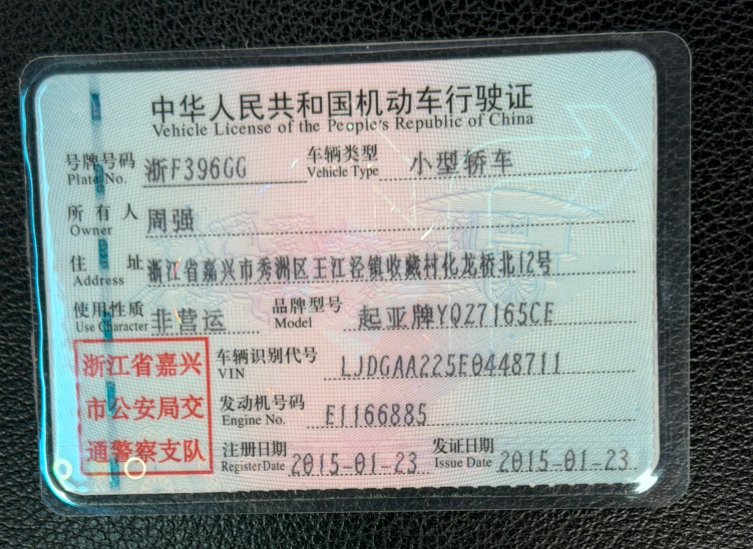 中华人民共和国机动车行驶证
Vehicle License of the People's Republic of China
号牌号码 浙F396GG 车辆类型 小型轿车
Plate No. Vehicle Type
所有人 周强
Owner
住址 浙江省嘉兴市秀洲区王江泾镇收藏村化龙桥北12号
Address
使用性质 非营运 品牌型号 起亚牌YQZ7165CE
Use Character Model
浙江省嘉兴
市公安局交
通警察支队
车辆识别代号 LJDGAA225E0448711
VIN
发动机号码 E1166885
Engine No.
注册日期 2015-01-23 发证日期 2015-01-23
Register Date Issue Date